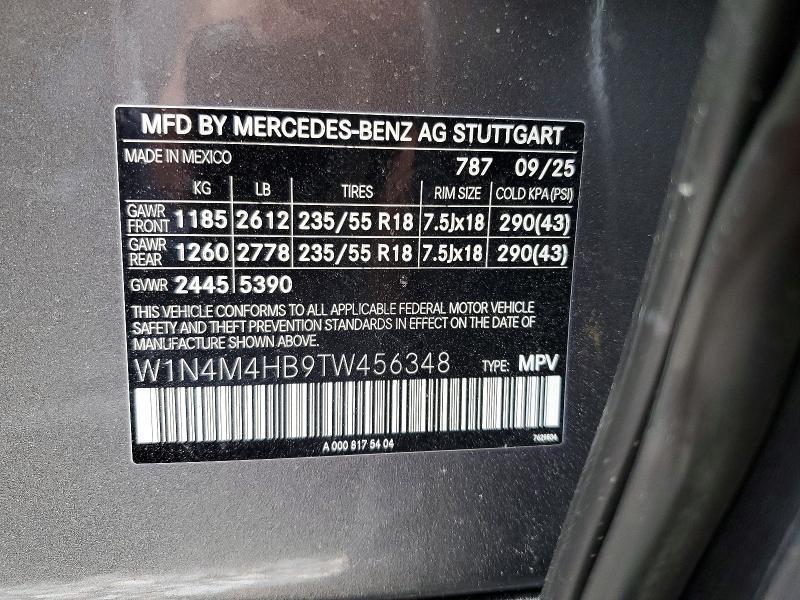 MFD BY MERCEDES-BENZ AG STUTTGART
MADE IN MEXICO 787 09/25
KG LB TIRES RIM SIZE COLD KPA (PSI)
GAWR FRONT 1185 2612 235/55 R18 7.5Jx18 290(43)
GAWR REAR 1260 2778 235/55 R18 7.5Jx18 290(43)
GVWR 2445 5390
THIS VEHICLE CONFORMS TO ALL APPLICABLE FEDERAL MOTOR VEHICLE
SAFETY AND THEFT PREVENTION STANDARDS IN EFFECT ON THE DATE OF
MANUFACTURE SHOWN ABOVE.
W1N4M4HB9TW456348 TYPE: MPV
A 000 817 54 04